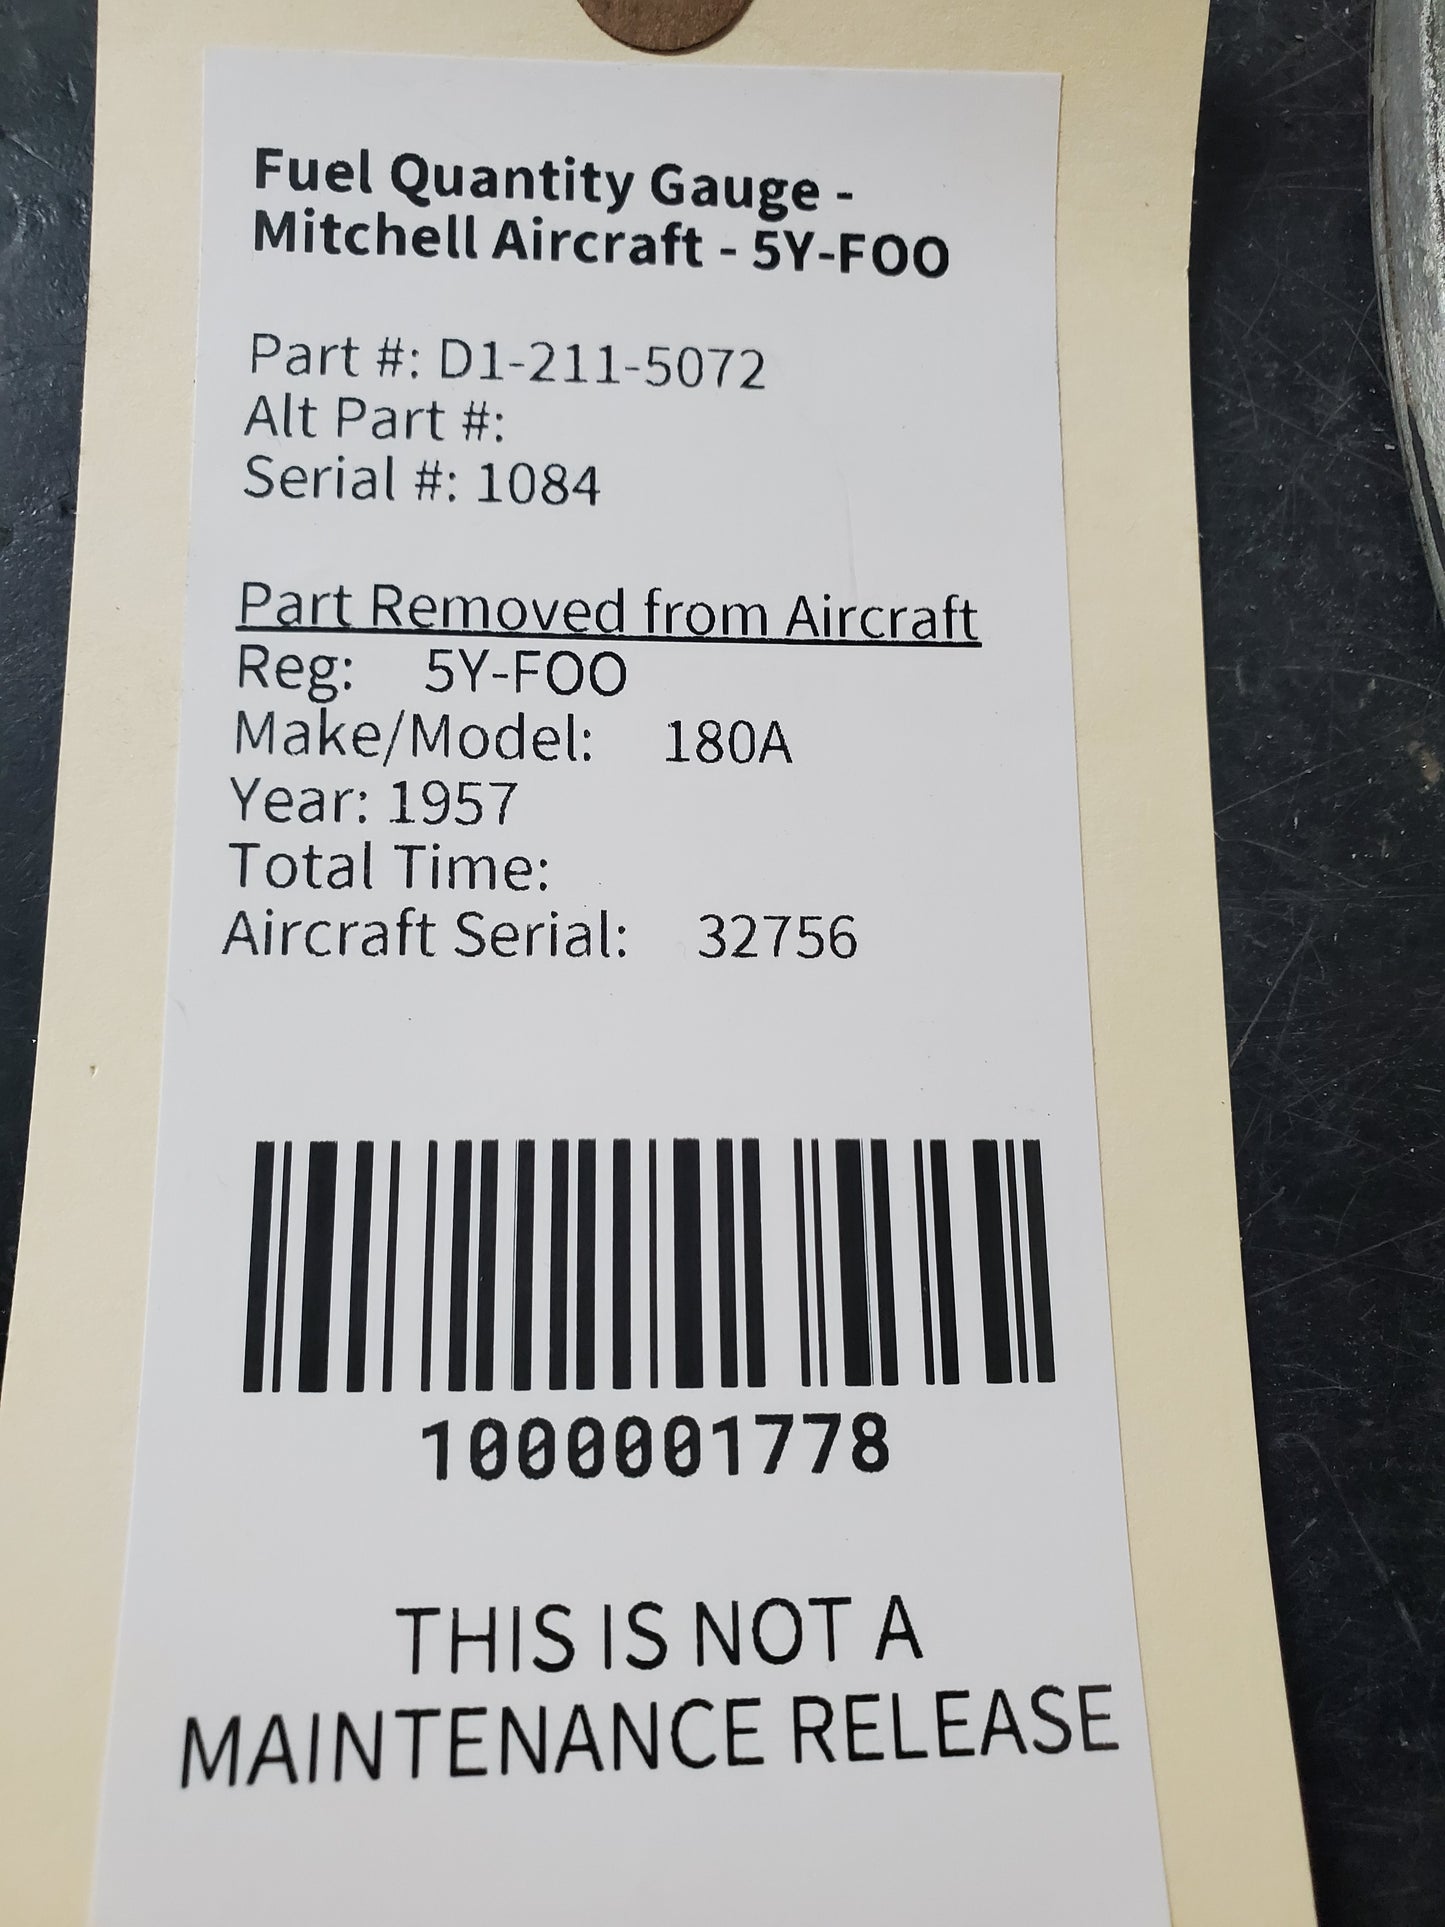 Fuel Quantity Gauge -
Mitchell Aircraft - 5Y-FOO
Part #: D1-211-5072
Alt Part #:
Serial #: 1084
Part Removed from Aircraft
Reg: 5Y-FOO
Make/Model: 180A
Year: 1957
Total Time:
Aircraft Serial: 32756
1000001778
THIS IS NOT A
MAINTENANCE RELEASE